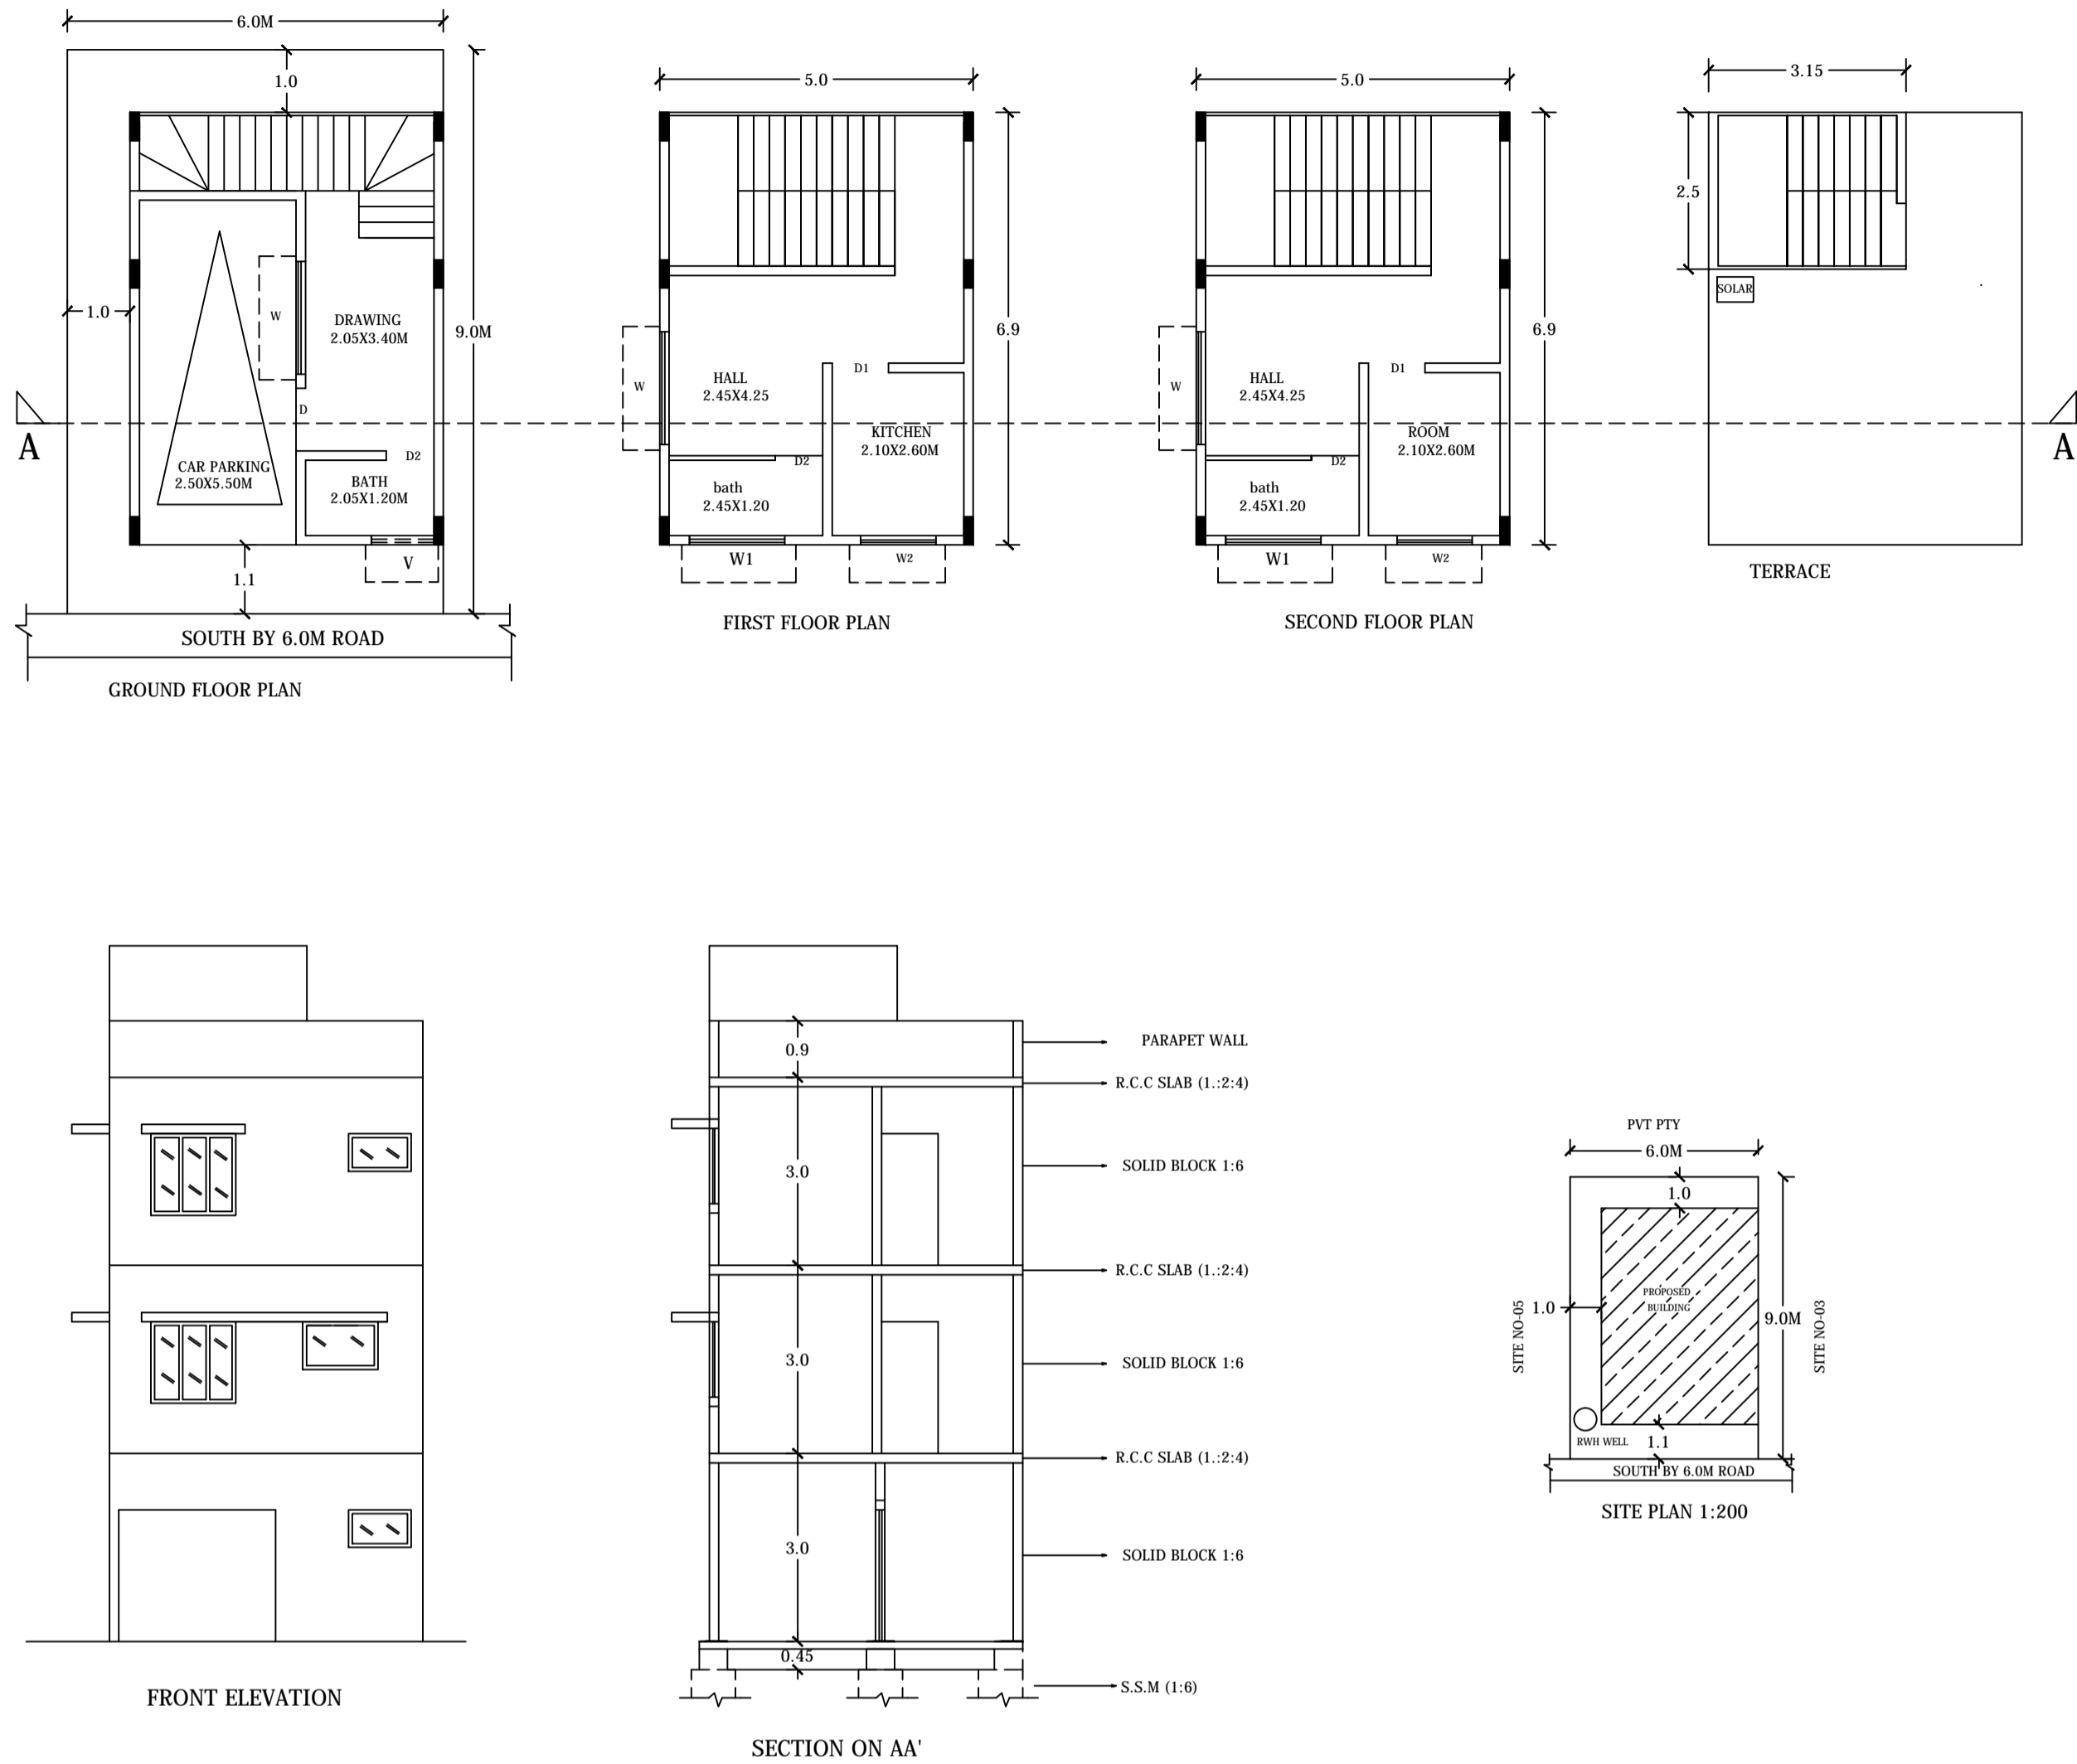 6.0M
1.0
1.0
9.0M
W
DRAWING
2.05X3.40M
D
D2
CAR PARKING
2.50X5.50M
BATH
2.05X1.20M
V
1.1
A
SOUTH BY 6.0M ROAD
GROUND FLOOR PLAN
5.0
6.9
W
HALL
2.45X4.25
D1
KITCHEN
2.10X2.60M
D2
bath
2.45X1.20
W1
W2
FIRST FLOOR PLAN
5.0
6.9
W
HALL
2.45X4.25
D1
ROOM
2.10X2.60M
D2
bath
2.45X1.20
W1
W2
SECOND FLOOR PLAN
3.15
2.5
SOLAR
A
TERRACE
FRONT ELEVATION
0.9
PARAPET WALL
R.C.C SLAB (1.:2:4)
3.0
SOLID BLOCK 1:6
R.C.C SLAB (1.:2:4)
3.0
SOLID BLOCK 1:6
R.C.C SLAB (1.:2:4)
3.0
SOLID BLOCK 1:6
0.45
S.S.M (1:6)
SECTION ON AA'
PVT PTY
6.0M
1.0
PROPOSED
BUILDING
SITE NO-05
1.0
9.0M
SITE NO-03
RWH WELL
1.1
SOUTH BY 6.0M ROAD
SITE PLAN 1:200